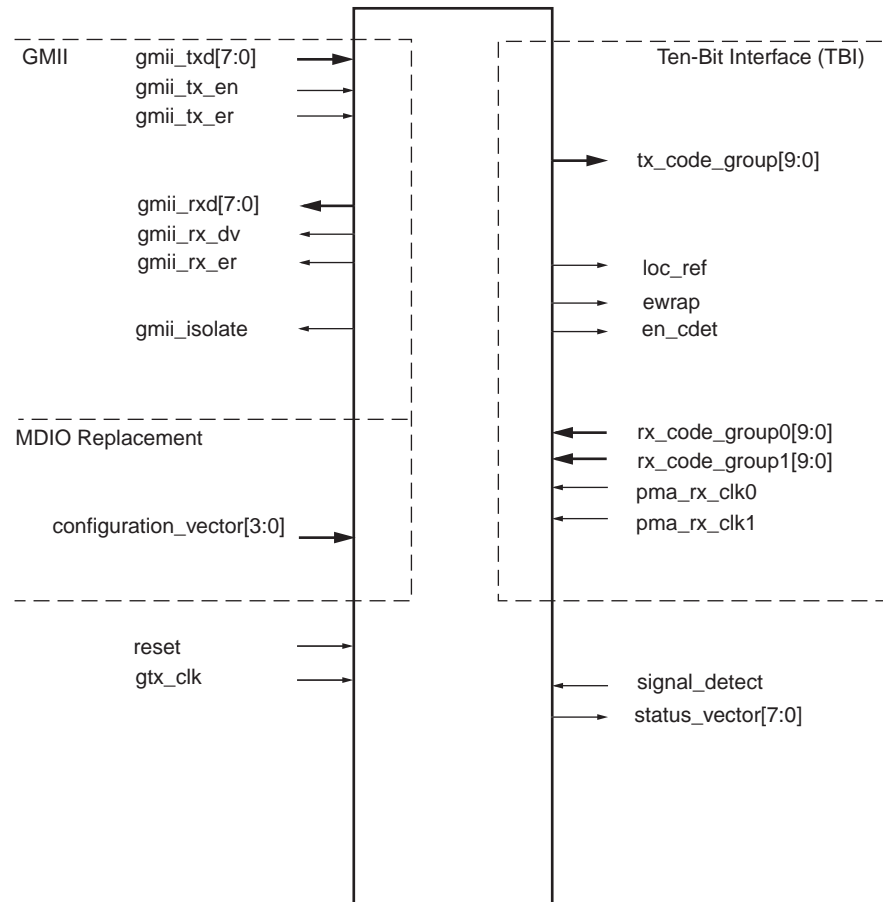 GMII
gmii_txd[7:0]
gmii_tx_en
gmii_tx_er
gmii_rxd[7:0]
gmii_rx_dv
gmii_rx_er
gmii_isolate
MDIO Replacement
configuration_vector[3:0]
reset
gtx_clk
Ten-Bit Interface (TBI)
tx_code_group[9:0]
loc_ref
ewrap
en_cdet
rx_code_group0[9:0]
rx_code_group1[9:0]
pma_rx_clk0
pma_rx_clk1
signal_detect
status_vector[7:0]